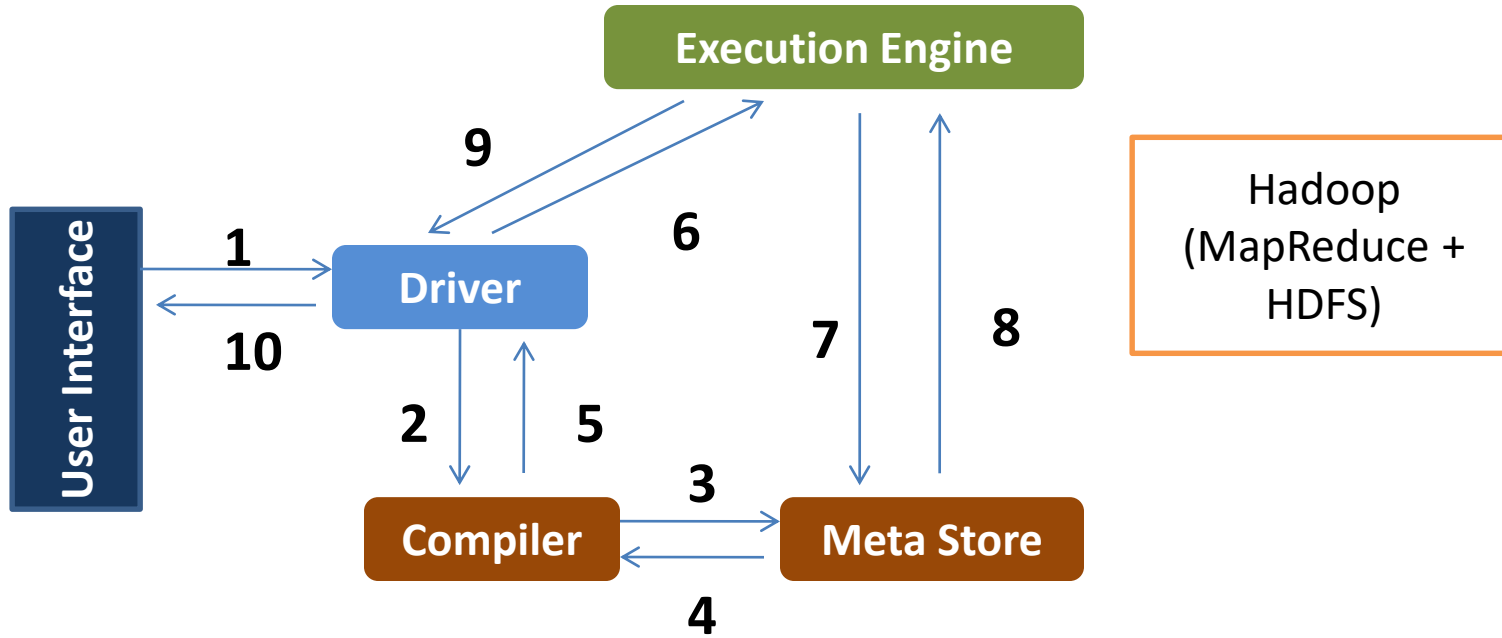 Execution Engine
9
6
Hadoop
(MapReduce +
HDFS)
User Interface
1
Driver
10
7
8
2
5
3
Compiler
Meta Store
4